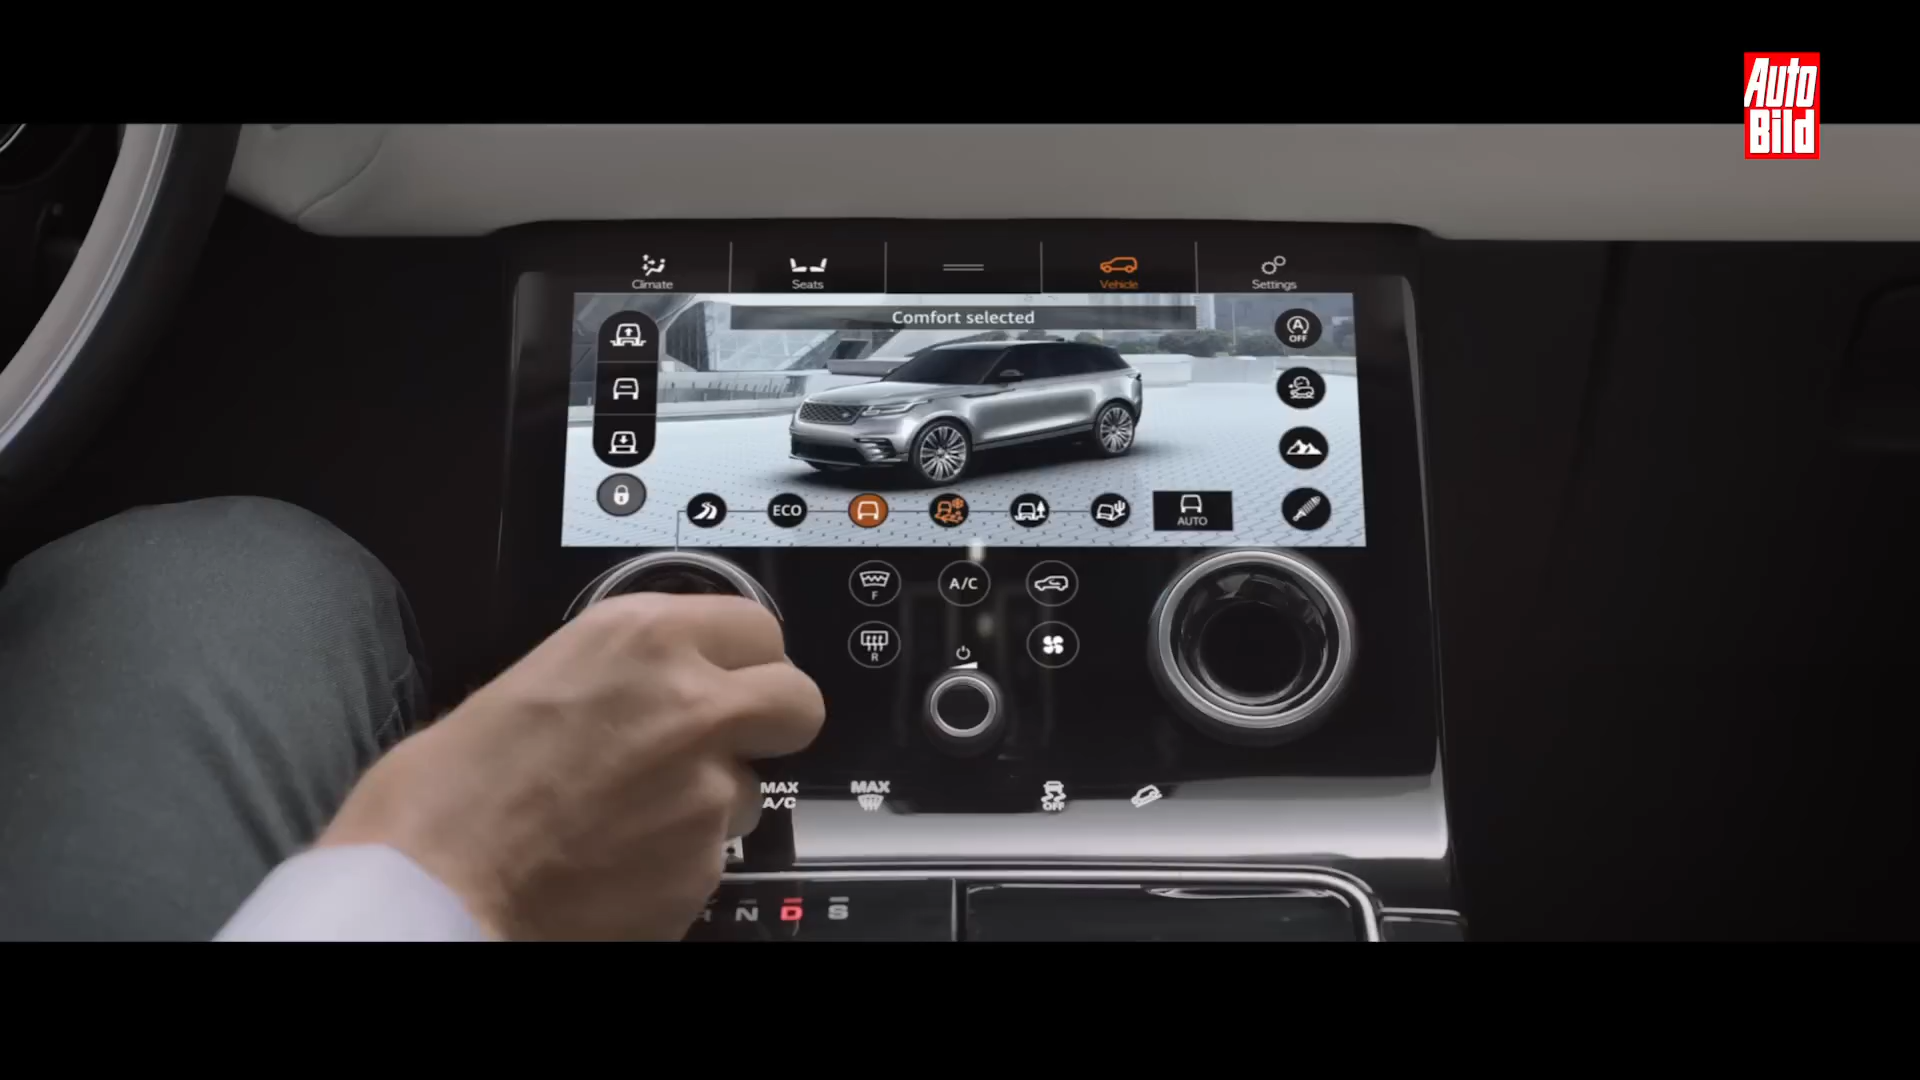 Auto
Bild
Climate
Seats
Vehicle
Settings
Comfort selected
A
OFF
ECO
AUTO
F
A/C
R
MAX
A/C
MAX
OFF
R N D S